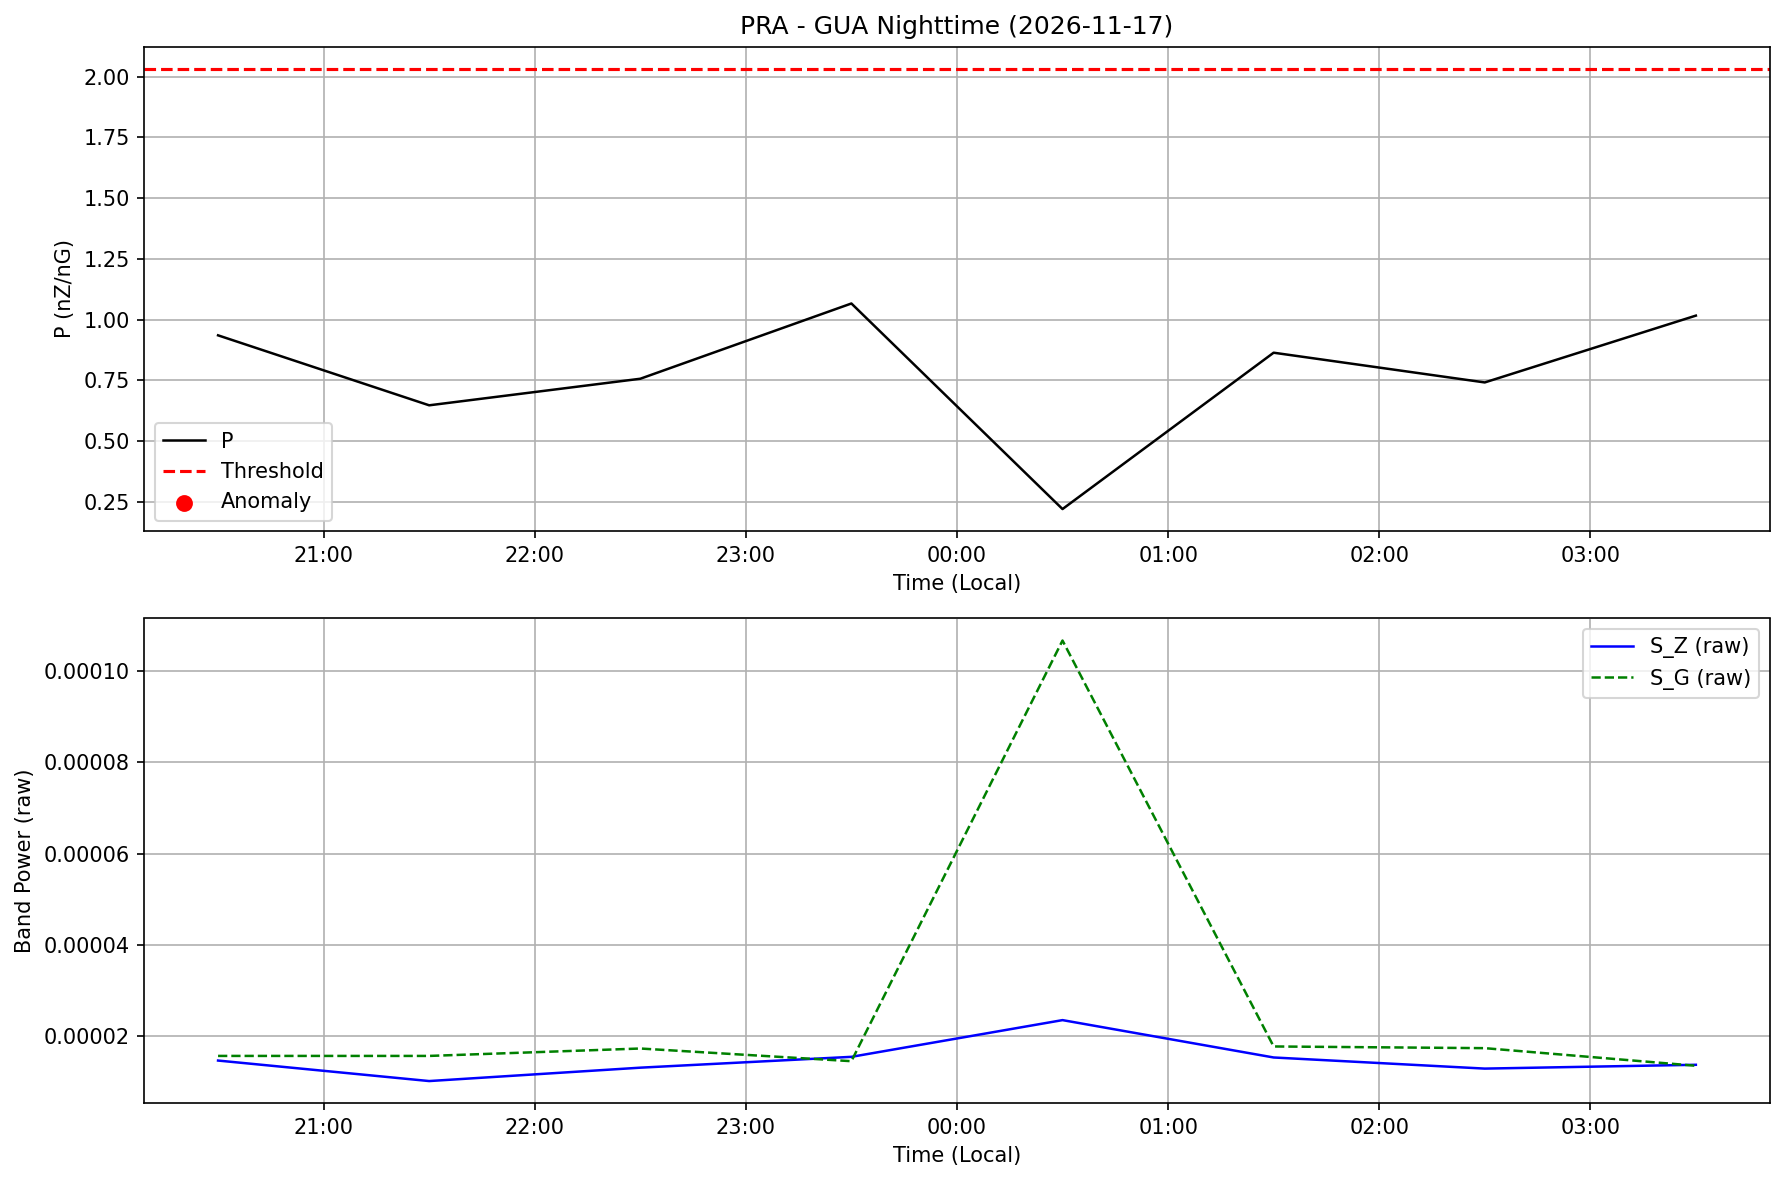 PRA - GUA Nighttime (2026-11-17)
P (nZ/nG)
2.00
1.75
1.50
1.25
1.00
0.75
0.50
0.25
P
Threshold
Anomaly
21:00 22:00 23:00 00:00 01:00 02:00 03:00
Time (Local)
Band Power (raw)
0.00010
0.00008
0.00006
0.00004
0.00002
S_Z (raw)
S_G (raw)
21:00 22:00 23:00 00:00 01:00 02:00 03:00
Time (Local)